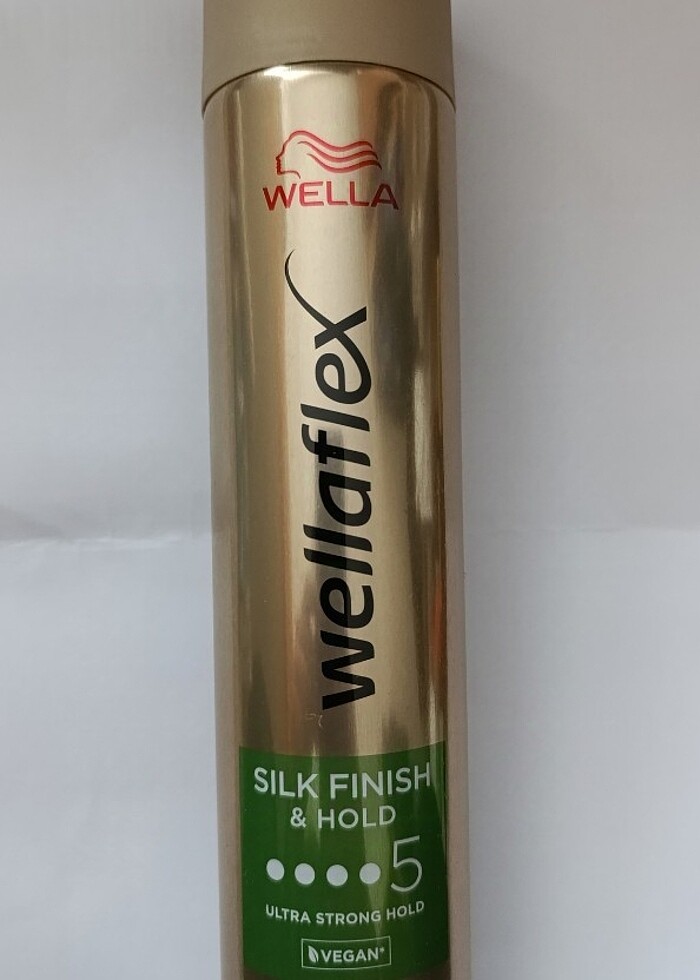 WELLA
wellaflex
SILK FINISH
& HOLD
5
ULTRA STRONG HOLD
VEGAN*